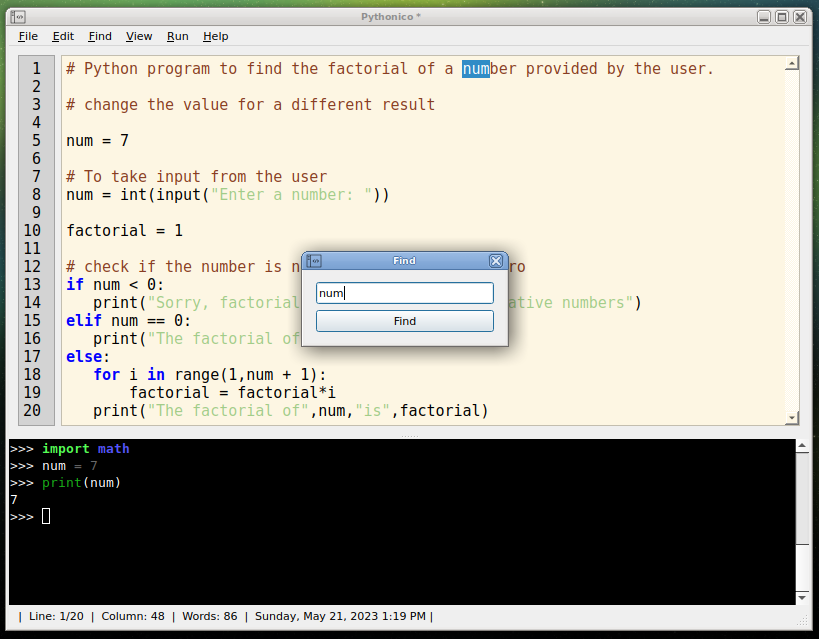 Pythonico *
File Edit Find View Run Help
1 # Python program to find the factorial of a number provided by the user.
2
3 # change the value for a different result
4
5 num = 7
6
7 # To take input from the user
8 num = int(input("Enter a number: "))
9
10 factorial = 1
11
12 # check if the number is n ro
13 if num < 0:
14 print("Sorry, factorial ative numbers")
15 elif num == 0:
16 print("The factorial of
17 else:
18 for i in range(1,num + 1):
19 factorial = factorial*i
20 print("The factorial of",num,"is",factorial)
Find
num
Find
>>> import math
>>> num = 7
>>> print(num)
7
>>>
| Line: 1/20 | Column: 48 | Words: 86 | Sunday, May 21, 2023 1:19 PM |